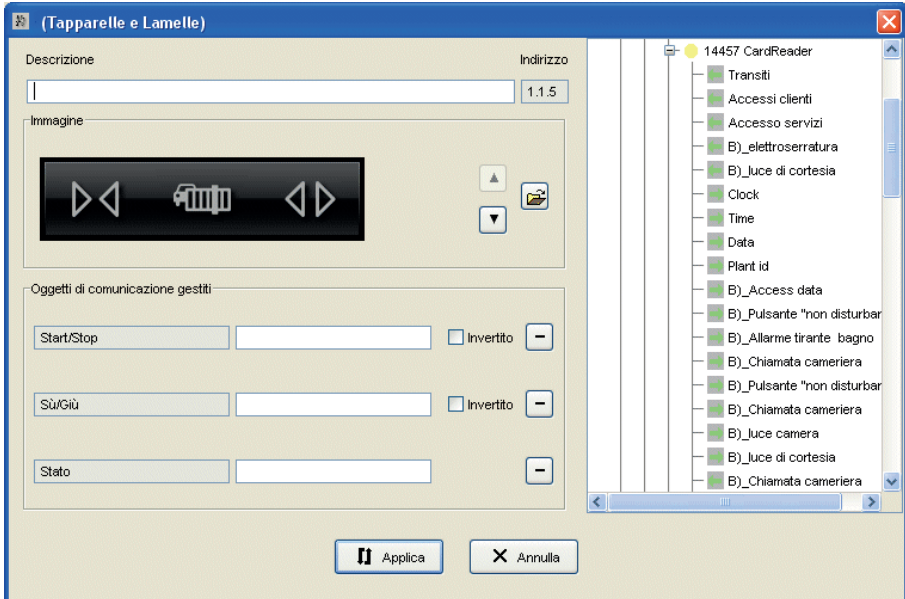 (Tapparelle e Lamelle)
Descrizione
Indirizzo
1.1.5
Immagine
Oggetti di comunicazione gestiti
Start/Stop
Invertito
Sù/Giù
Invertito
Stato
14457 CardReader
Transiti
Accessi clienti
Accesso servizi
B)_elettroserratura
B)_luce di cortesia
Clock
Time
Data
Plant id
B)_Access data
B)_Pulsante "non disturbar
B)_Allarme tirante bagno
B)_Chiamata cameriera
B)_Pulsante "non disturbar
B)_Chiamata cameriera
B)_luce camera
B)_luce di cortesia
B)_Chiamata cameriera
Applica
Annulla